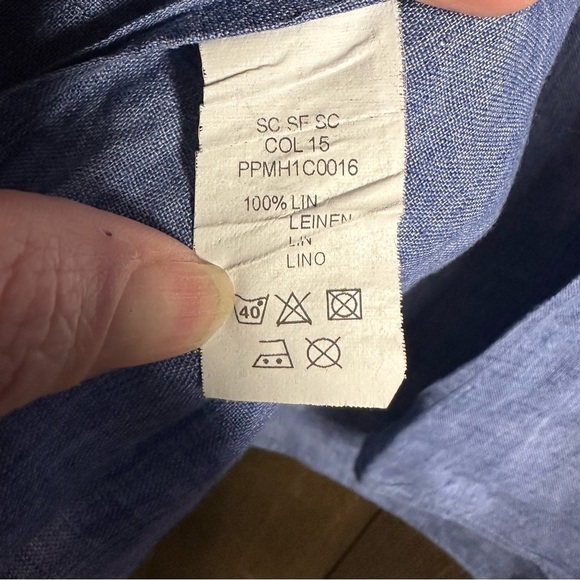 SC SF SC
COL 15
PPMH1C0016
100% LIN
LEINEN
LIN
LINO
40°